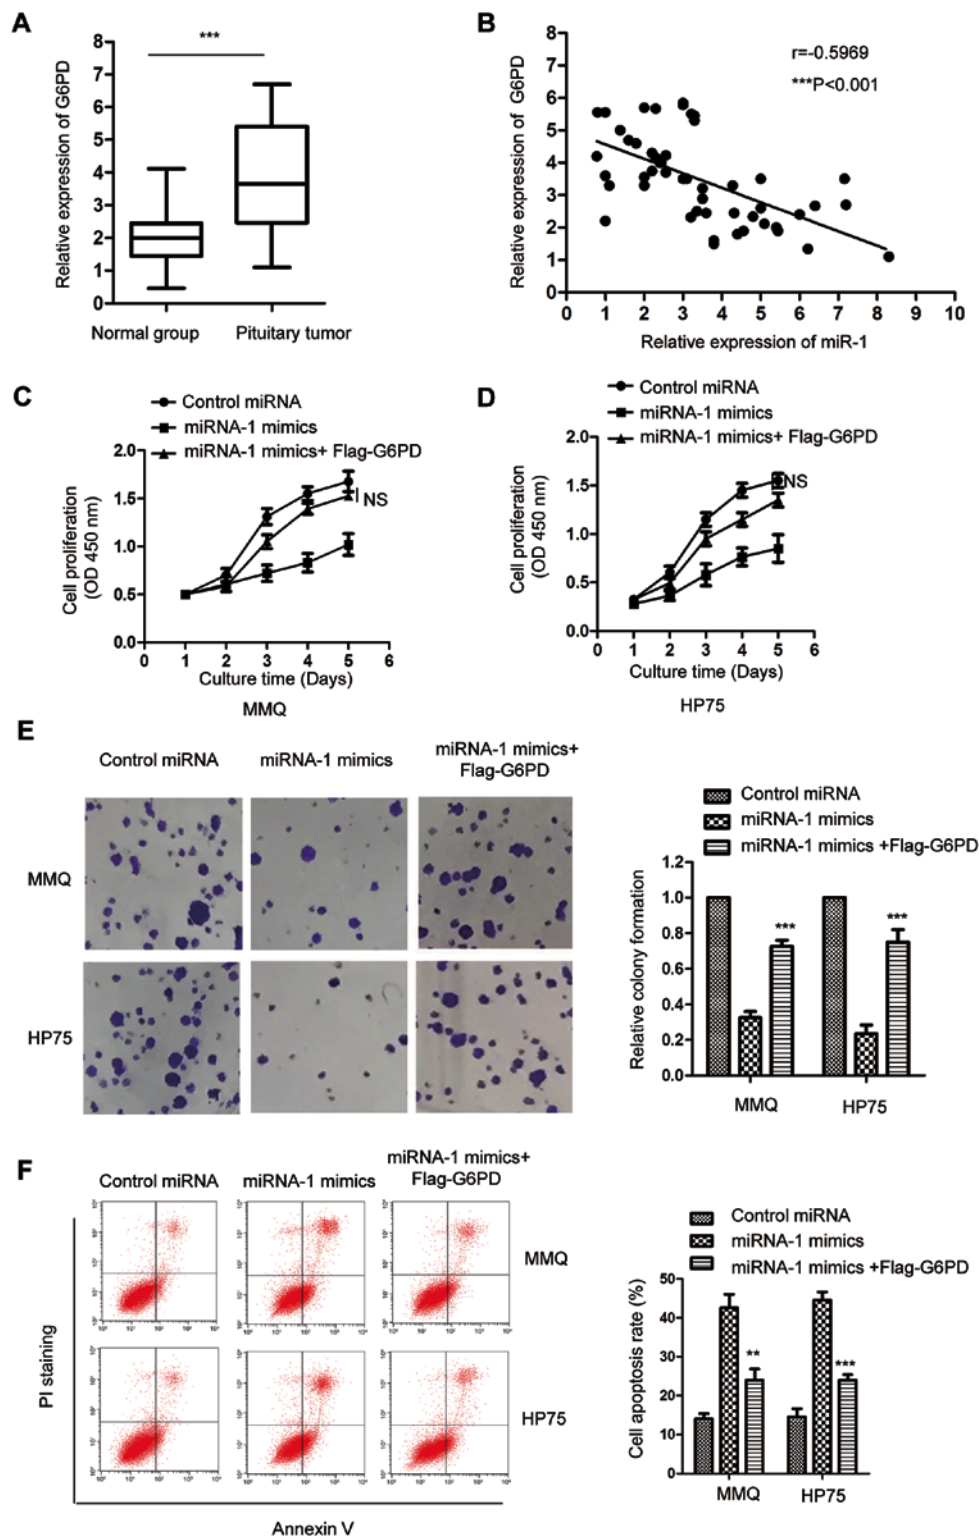 A
***
Relative expression of G6PD
8
7
6
5
4
3
2
1
0
Normal group
Pituitary tumor
B
r=-0.5969
***P<0.001
Relative expression of G6PD
8
7
6
5
4
3
2
1
0
0 1 2 3 4 5 6 7 8 9 10
Relative expression of miR-1
C
Control miRNA
miRNA-1 mimics
miRNA-1 mimics+ Flag-G6PD
Cell proliferation
(OD 450 nm)
2.0
1.5
1.0
0.5
0.0
NS
0 1 2 3 4 5 6
Culture time (Days)
MMQ
D
Control miRNA
miRNA-1 mimics
miRNA-1 mimics+ Flag-G6PD
Cell proliferation
(OD 450 nm)
2.0
1.5
1.0
0.5
0.0
NS
0 1 2 3 4 5 6
Culture time (Days)
HP75
E
Control miRNA
miRNA-1 mimics
miRNA-1 mimics+
Flag-G6PD
MMQ
HP75
Control miRNA
miRNA-1 mimics
miRNA-1 mimics +Flag-G6PD
Relative colony formation
1.2
1.0
0.8
0.6
0.4
0.2
0.0
***
***
MMQ
HP75
F
Control miRNA
miRNA-1 mimics
miRNA-1 mimics+
Flag-G6PD
MMQ
HP75
PI staining
Annexin V
Control miRNA
miRNA-1 mimics
miRNA-1 mimics +Flag-G6PD
Cell apoptosis rate (%)
50
40
30
20
10
0
**
***
MMQ
HP75